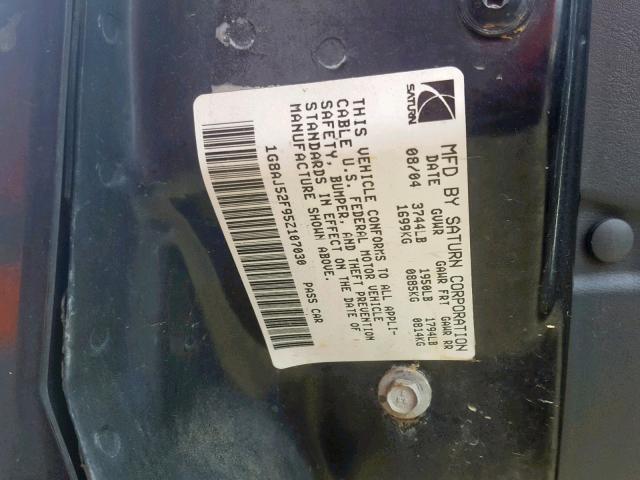 SATURN
MFD BY SATURN CORPORATION
DATE GVWR GAWR FRT GAWR RR
08/04 3744LB 1950LB 1794LB
1699KG 0885KG 0814KG
THIS VEHICLE CONFORMS TO ALL APPLI-
CABLE U.S. FEDERAL MOTOR VEHICLE
SAFETY, BUMPER, AND THEFT PREVENTION
STANDARDS IN EFFECT ON THE DATE OF
MANUFACTURE SHOWN ABOVE.
1G8AJ52F95Z107030 PASS CAR